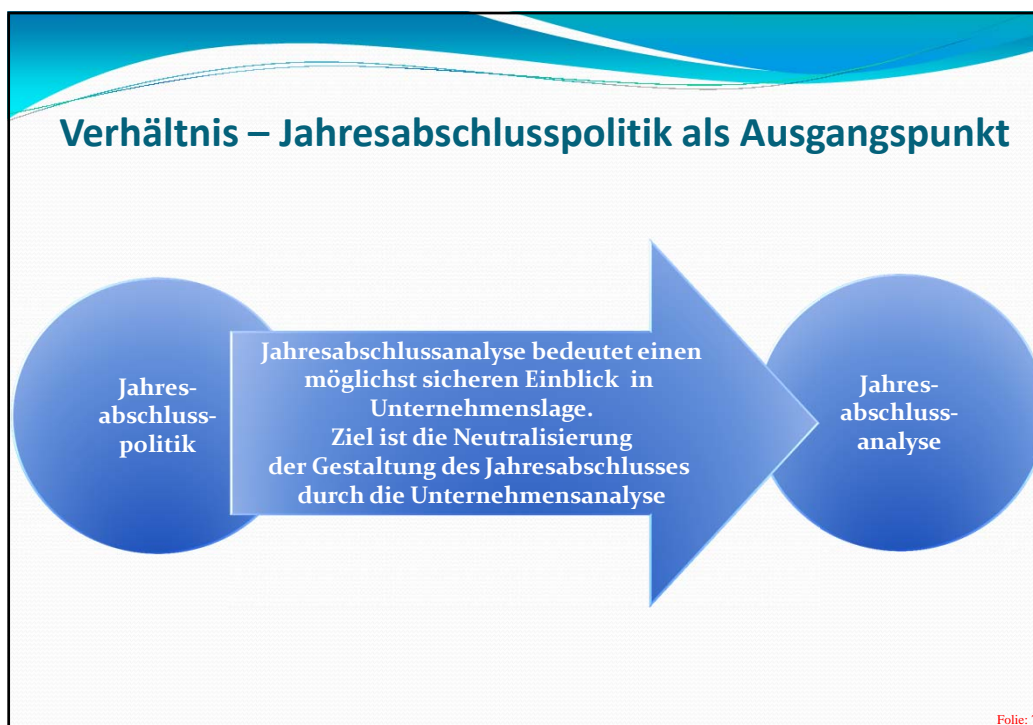 Verhältnis – Jahresabschlusspolitik als Ausgangspunkt
Jahres-
abschluss-
politik
Jahresabschlussanalyse bedeutet einen
möglichst sicheren Einblick in
Unternehmenslage.
Ziel ist die Neutralisierung
der Gestaltung des Jahresabschlusses
durch die Unternehmensanalyse
Jahres-
abschluss-
analyse
Folie: